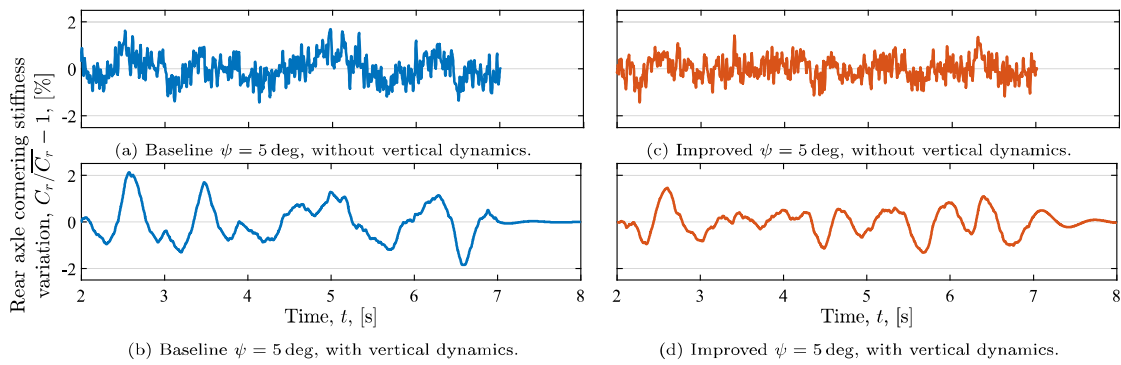 Rear axle cornering stiffness
variation, C_r/\overline{C}_r − 1, [%]
2
0
-2
(a) Baseline ψ = 5 deg, without vertical dynamics.
(c) Improved ψ = 5 deg, without vertical dynamics.
2
0
-2
2 3 4 5 6 7 8
2 3 4 5 6 7 8
Time, t, [s]
Time, t, [s]
(b) Baseline ψ = 5 deg, with vertical dynamics.
(d) Improved ψ = 5 deg, with vertical dynamics.